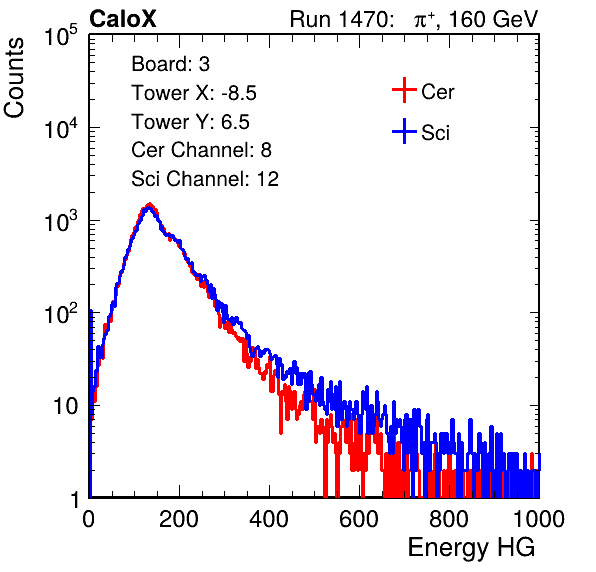 CaloX Run 1470: π⁺, 160 GeV
Counts
10⁵
10⁴
10³
10²
10
1
Board: 3
Tower X: -8.5
Tower Y: 6.5
Cer Channel: 8
Sci Channel: 12
Cer
Sci
0 200 400 600 800 1000
Energy HG